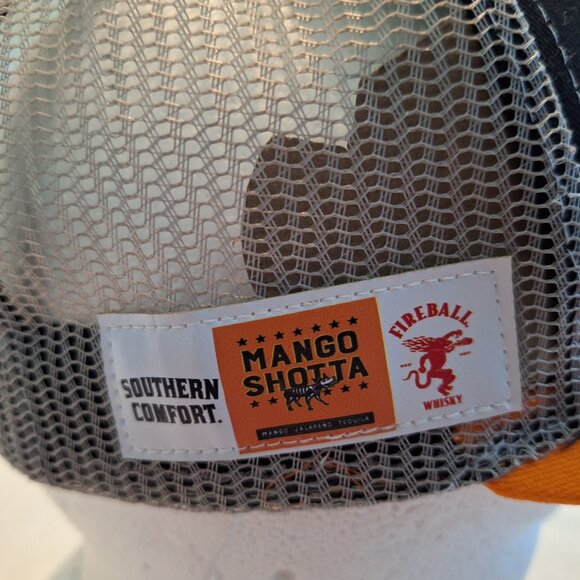 SOUTHERN
COMFORT.
MANGO
SHOTTA
MANGO JALAPEÑO TEQUILA
FIREBALL
WHISKY